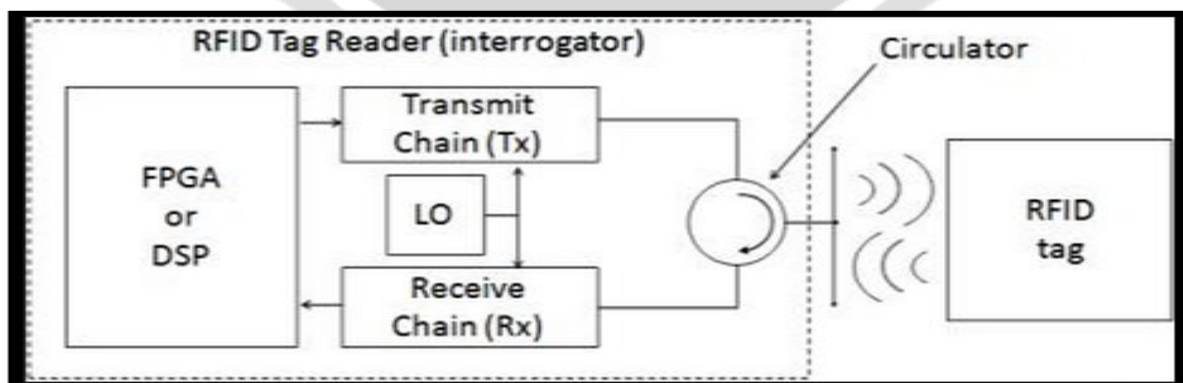 RFID Tag Reader (interrogator)
Circulator
Transmit
Chain (Tx)
FPGA
or
DSP
LO
RFID
tag
Receive
Chain (Rx)